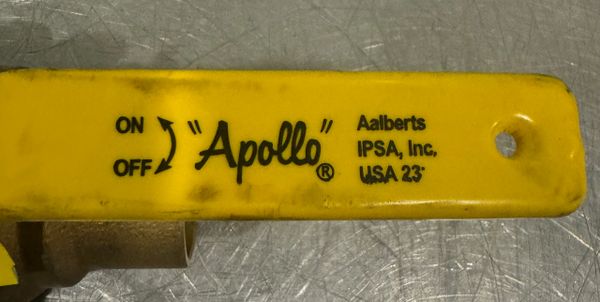 ON
OFF
"Apollo"®
Aalberts
IPSA, Inc,
USA 23